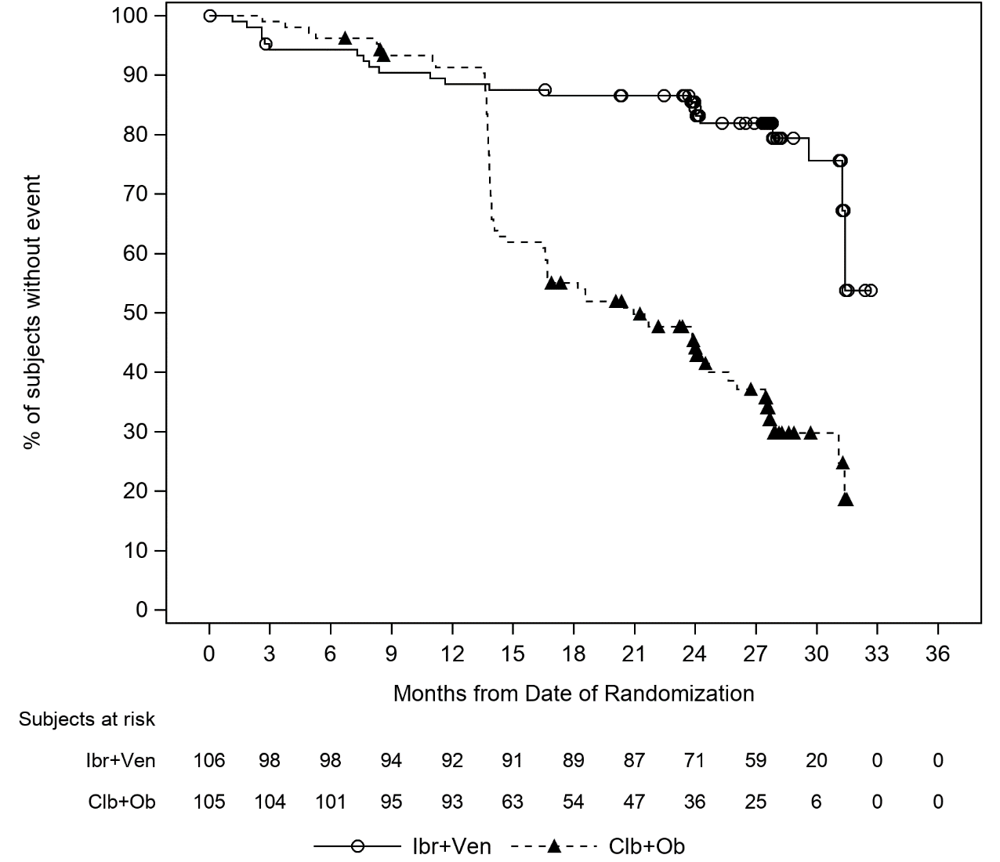 100
90
80
70
60
50
40
30
20
10
0
% of subjects without event
0 3 6 9 12 15 18 21 24 27 30 33 36
Months from Date of Randomization
Subjects at risk
Ibr+Ven 106 98 98 94 92 91 89 87 71 59 20 0 0
Clb+Ob 105 104 101 95 93 63 54 47 36 25 6 0 0
Ibr+Ven Clb+Ob